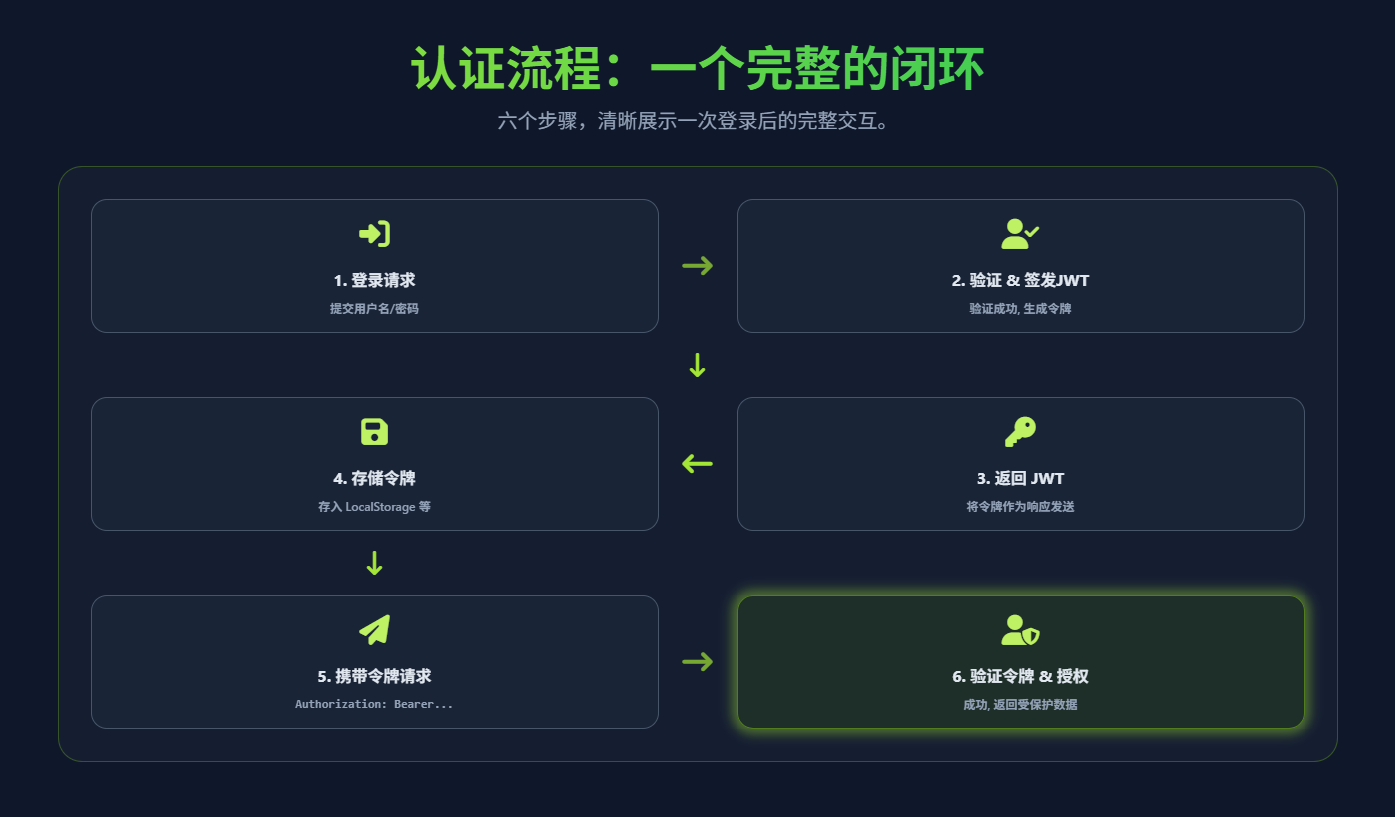 认证流程：一个完整的闭环
六个步骤，清晰展示一次登录后的完整交互。
1. 登录请求
提交用户名/密码
2. 验证 & 签发JWT
验证成功, 生成令牌
3. 返回 JWT
将令牌作为响应发送
4. 存储令牌
存入 LocalStorage 等
5. 携带令牌请求
Authorization: Bearer...
6. 验证令牌 & 授权
成功, 返回受保护数据